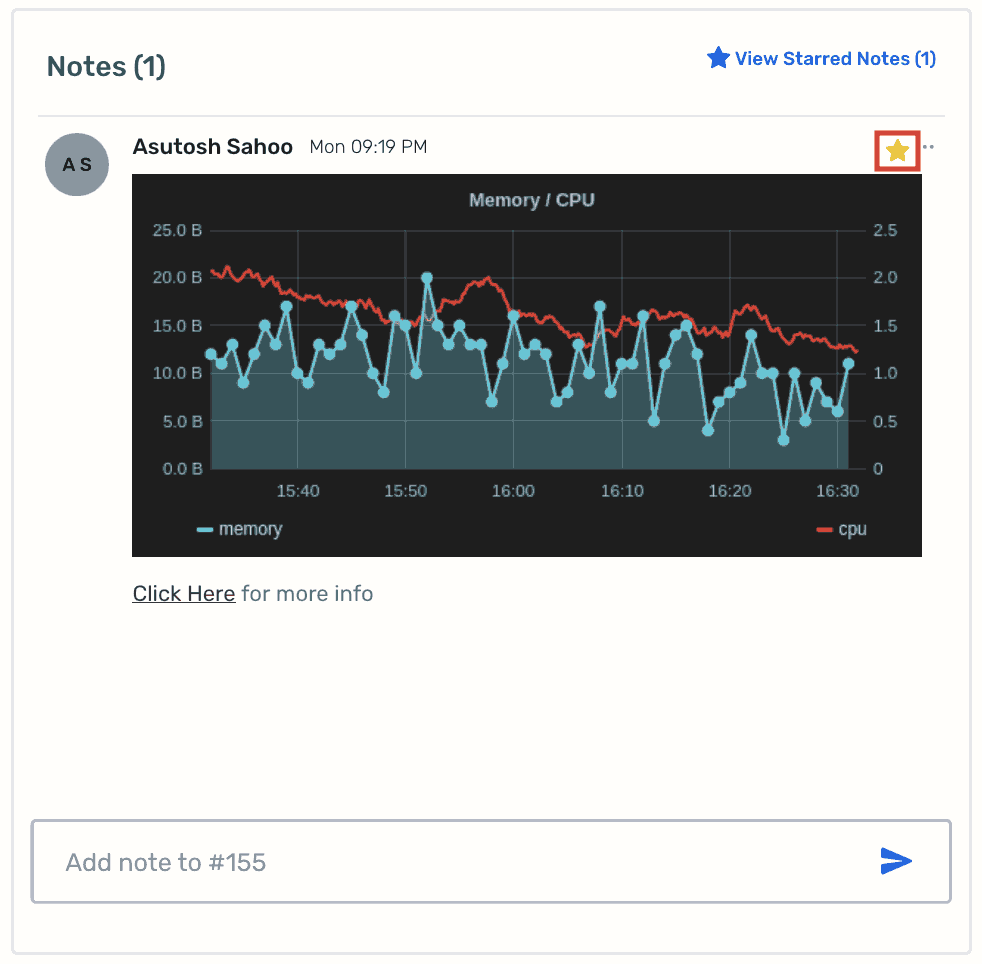 Notes (1)
View Starred Notes (1)
A S
Asutosh Sahoo Mon 09:19 PM
Memory / CPU
25.0 B 2.5
20.0 B 2.0
15.0 B 1.5
10.0 B 1.0
5.0 B 0.5
0.0 B 0
15:40 15:50 16:00 16:10 16:20 16:30
memory cpu
Click Here for more info
Add note to #155